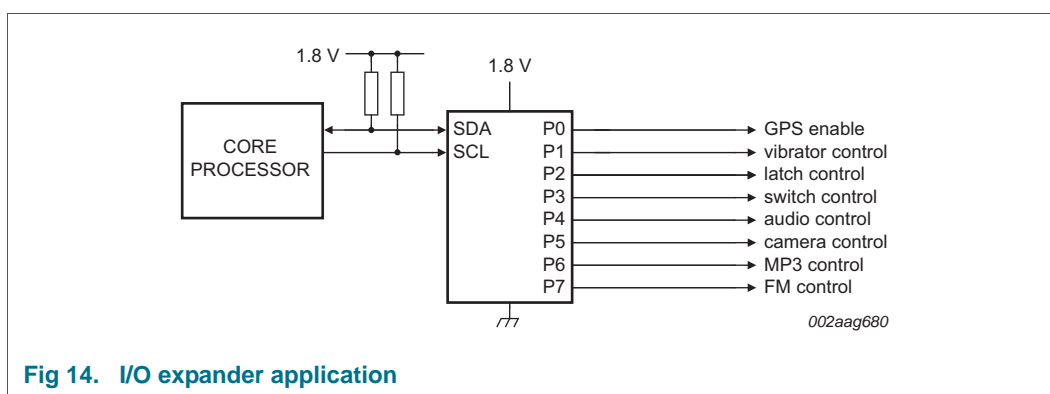 1.8 V
1.8 V
CORE
PROCESSOR
SDA
SCL
P0
P1
P2
P3
P4
P5
P6
P7
GPS enable
vibrator control
latch control
switch control
audio control
camera control
MP3 control
FM control
002aag680
Fig 14. I/O expander application